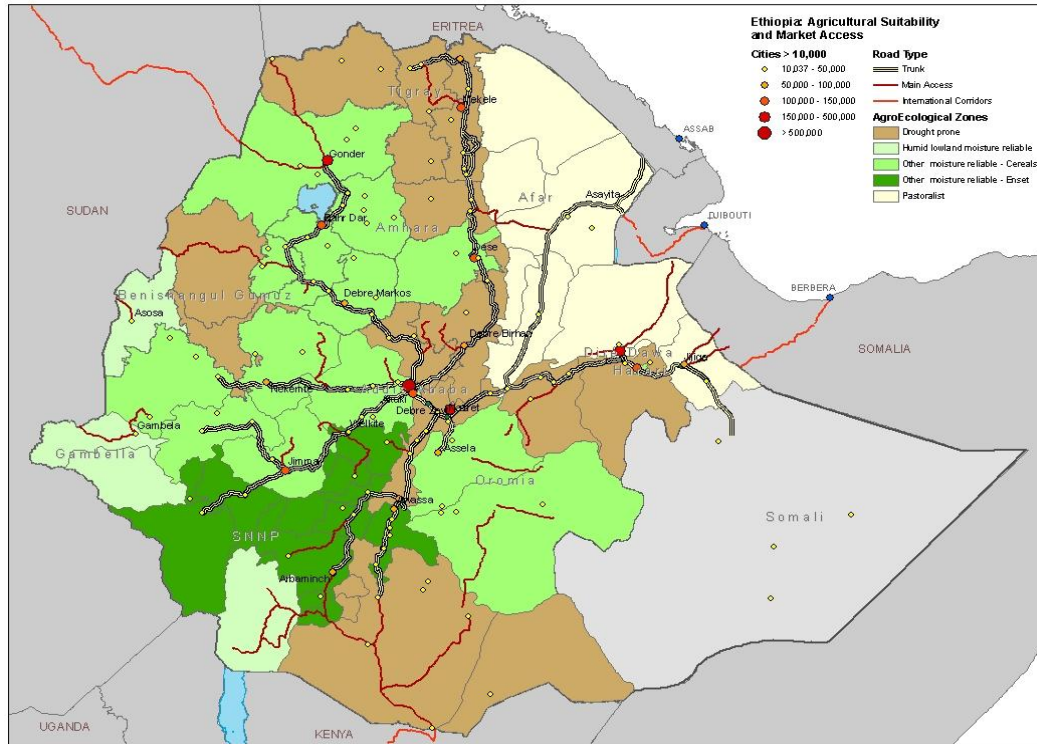 Ethiopia: Agricultural Suitability
and Market Access
Cities > 10,000
10,037 - 50,000
50,000 - 100,000
100,000 - 150,000
150,000 - 500,000
> 500,000
Road Type
Trunk
Main Access
International Corridors
AgroEcological Zones
Drought prone
Humid lowland moisture reliable
Other moisture reliable - Cereals
Other moisture reliable - Enset
Pastoralist
ERITREA
Tigray
Mekele
ASSAB
Gonder
Afar
Asayita
SUDAN
DJIBOUTI
Amhara
Dese
BERBERA
Benishangul Gumuz
Debre Markos
Asosa
Debre Birhan
SOMALIA
Dire Dawa
Jijiga
Nekemte
Addis Ababa
Akaki
Welkite
Assela
Gambela
Gambella
Jimma
Oromia
Somali
SNNP
Arbaminch
UGANDA
KENYA